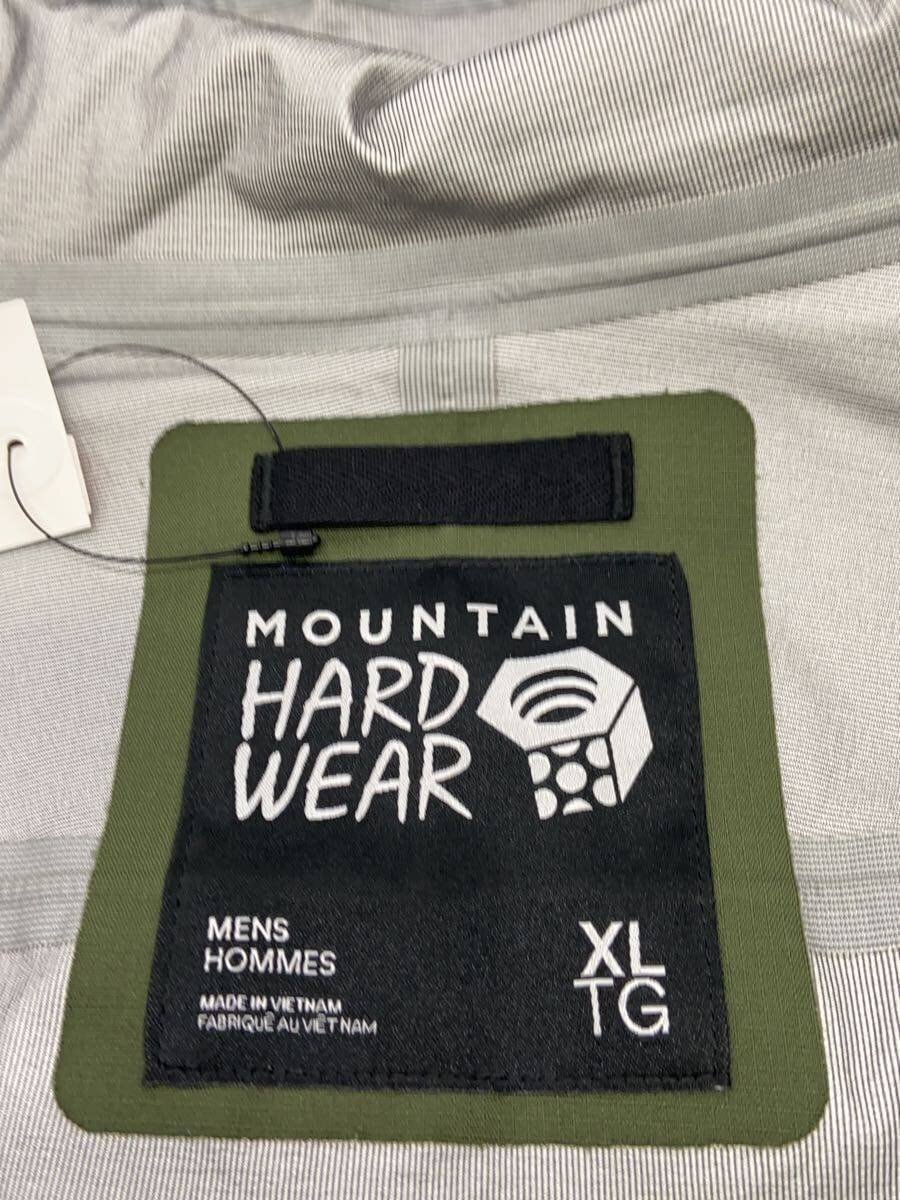 MOUNTAIN
HARD
WEAR
MENS
HOMMES
MADE IN VIETNAM
FABRIQUÉ AU VIÊT NAM
XL
TG